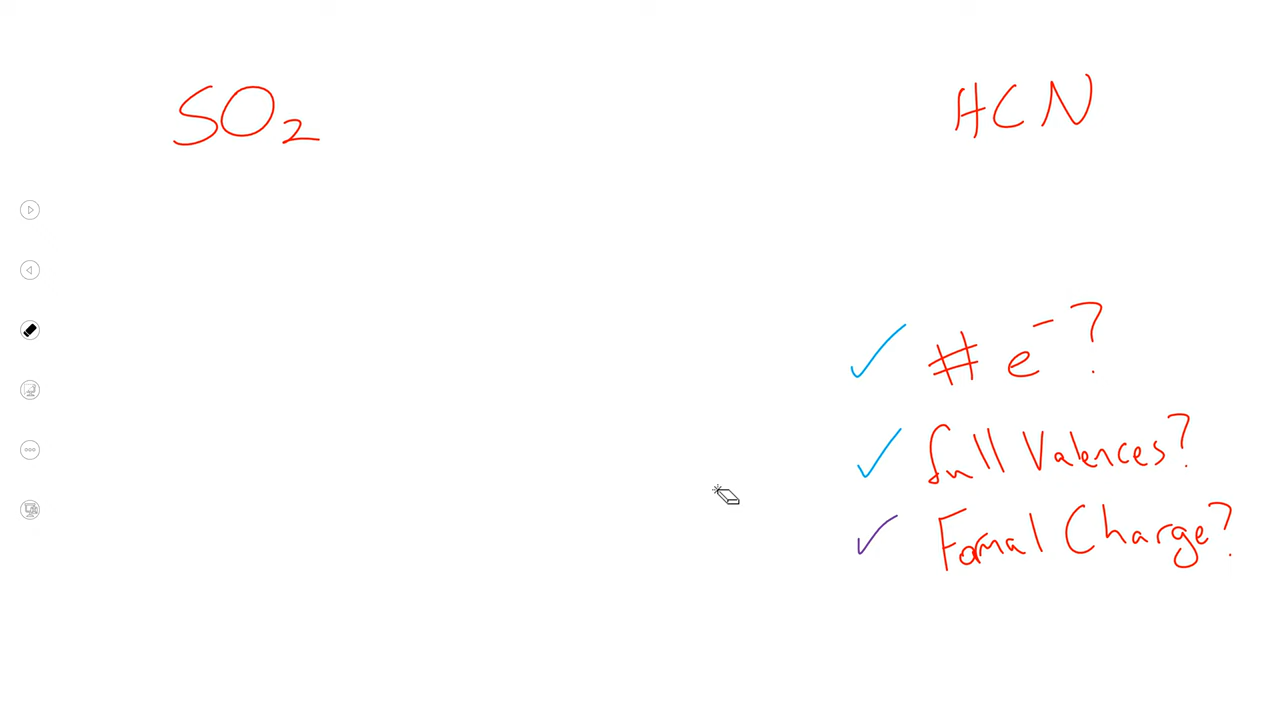 SO₂
HCN
# e⁻?
full Valences?
Formal Charge?